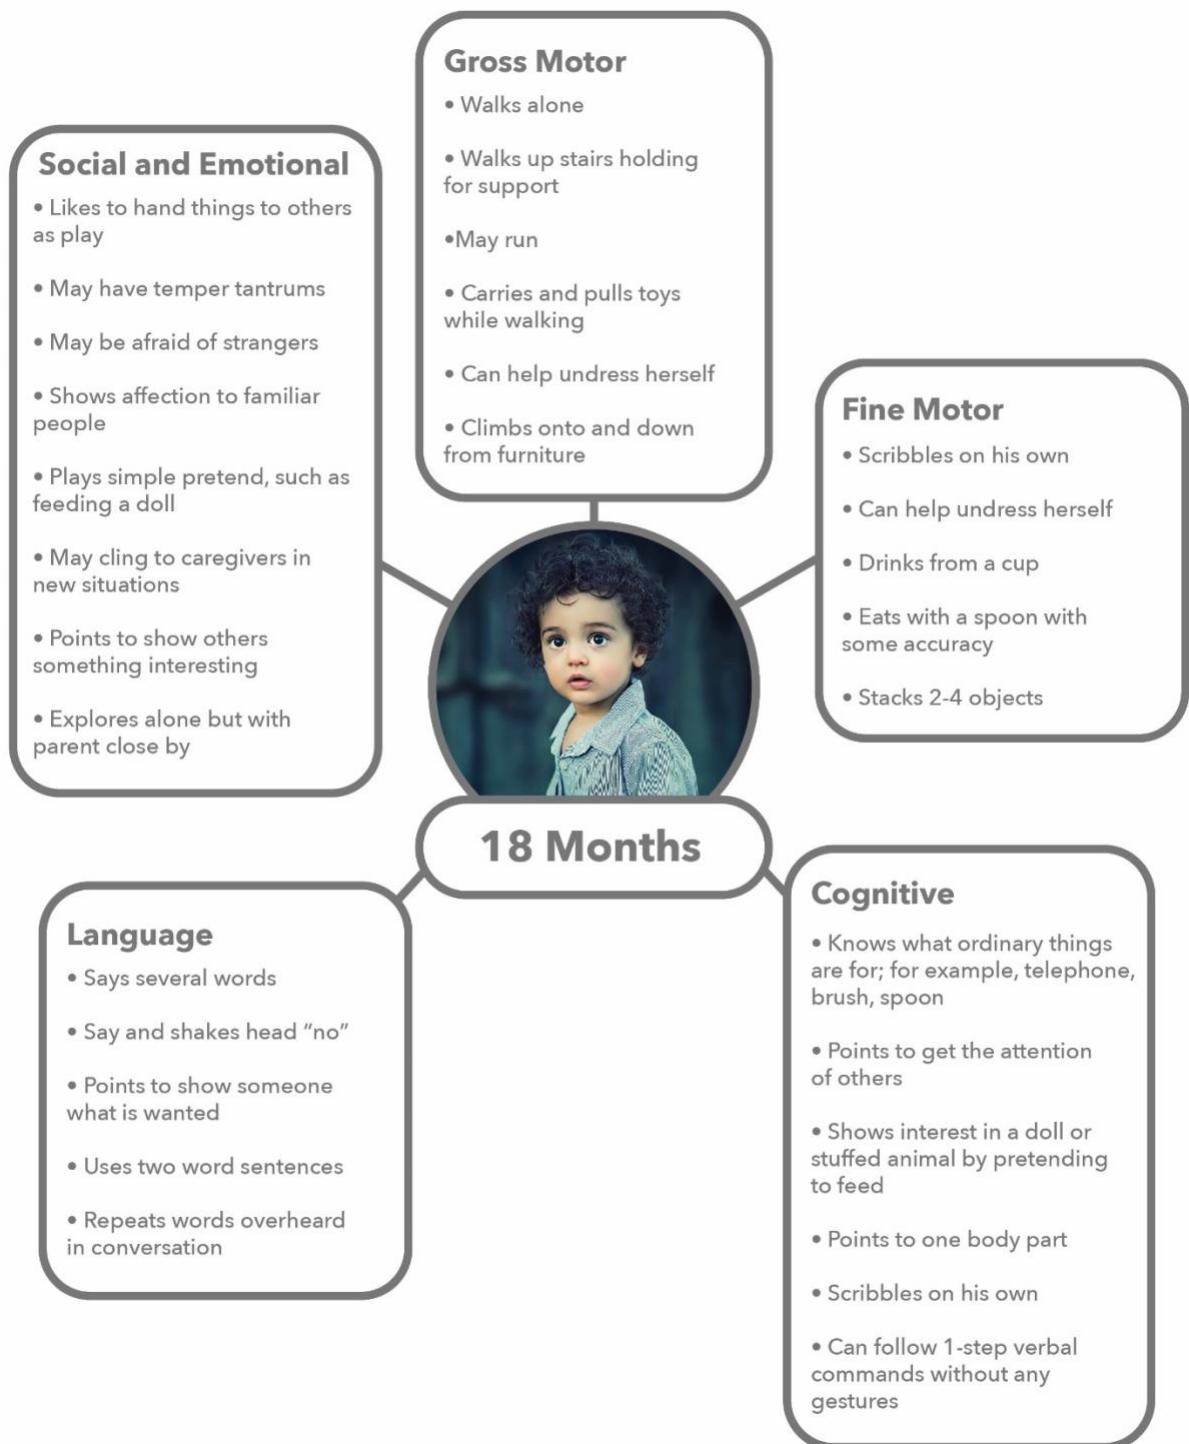 Gross Motor
• Walks alone
• Walks up stairs holding
for support
•May run
• Carries and pulls toys
while walking
• Can help undress herself
• Climbs onto and down
from furniture
Social and Emotional
• Likes to hand things to others
as play
• May have temper tantrums
• May be afraid of strangers
• Shows affection to familiar
people
• Plays simple pretend, such as
feeding a doll
• May cling to caregivers in
new situations
• Points to show others
something interesting
• Explores alone but with
parent close by
Fine Motor
• Scribbles on his own
• Can help undress herself
• Drinks from a cup
• Eats with a spoon with
some accuracy
• Stacks 2-4 objects
18 Months
Language
• Says several words
• Say and shakes head “no”
• Points to show someone
what is wanted
• Uses two word sentences
• Repeats words overheard
in conversation
Cognitive
• Knows what ordinary things
are for; for example, telephone,
brush, spoon
• Points to get the attention
of others
• Shows interest in a doll or
stuffed animal by pretending
to feed
• Points to one body part
• Scribbles on his own
• Can follow 1-step verbal
commands without any
gestures